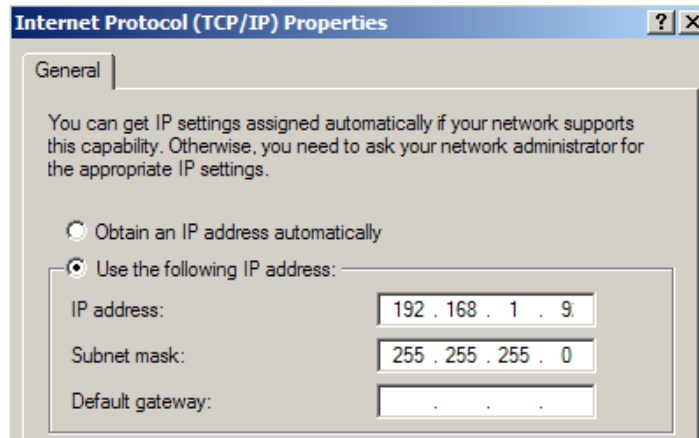 Internet Protocol (TCP/IP) Properties
General
You can get IP settings assigned automatically if your network supports
this capability. Otherwise, you need to ask your network administrator for
the appropriate IP settings.
Obtain an IP address automatically
Use the following IP address:
IP address: 192 . 168 . 1 .
Subnet mask: 255 . 255 . 255 . 0
Default gateway: . . .